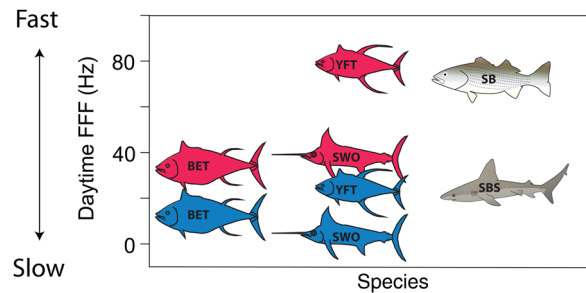 Fast
Slow
Daytime FFF (Hz)
80
40
0
YFT
SB
BET
SWO
YFT
SBS
BET
SWO
Species